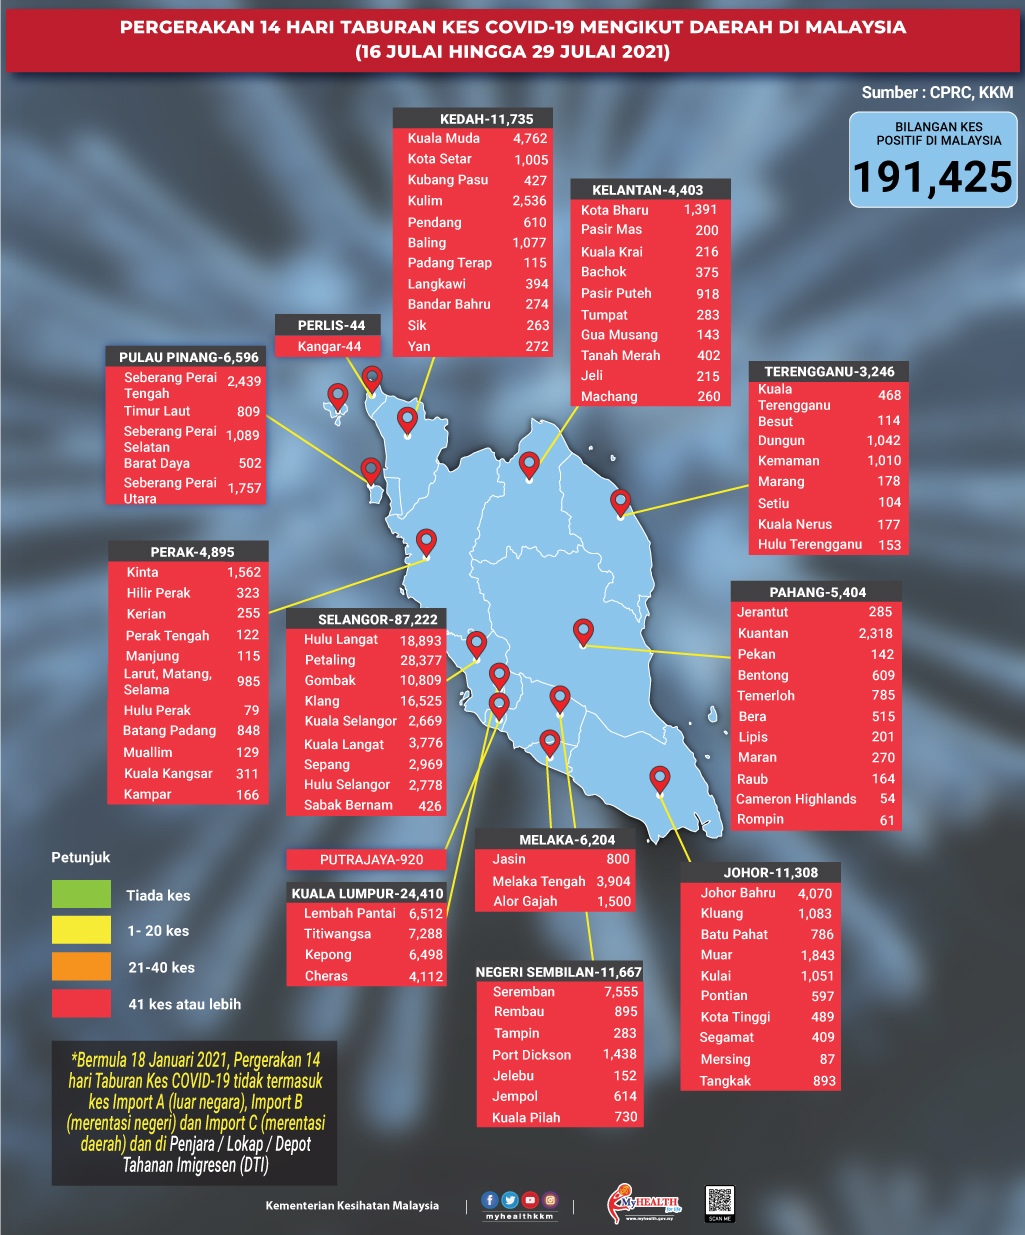 PERGERAKAN 14 HARI TABURAN KES COVID-19 MENGIKUT DAERAH DI MALAYSIA
(16 JULAI HINGGA 29 JULAI 2021)
Sumber : CPRC, KKM
BILANGAN KES
POSITIF DI MALAYSIA
191,425
KEDAH-11,735
Kuala Muda 4,762
Kota Setar 1,005
Kubang Pasu 427
Kulim 2,536
Pendang 610
Baling 1,077
Padang Terap 115
Langkawi 394
Bandar Bahru 274
Sik 263
Yan 272
KELANTAN-4,403
Kota Bharu 1,391
Pasir Mas 200
Kuala Krai 216
Bachok 375
Pasir Puteh 918
Tumpat 283
Gua Musang 143
Tanah Merah 402
Jeli 215
Machang 260
PERLIS-44
Kangar-44
PULAU PINANG-6,596
Seberang Perai
Tengah 2,439
Timur Laut 809
Seberang Perai
Selatan 1,089
Barat Daya 502
Seberang Perai
Utara 1,757
TERENGGANU-3,246
Kuala
Terengganu 468
Besut 114
Dungun 1,042
Kemaman 1,010
Marang 178
Setiu 104
Kuala Nerus 177
Hulu Terengganu 153
PERAK-4,895
Kinta 1,562
Hilir Perak 323
Kerian 255
Perak Tengah 122
Manjung 115
Larut, Matang,
Selama 985
Hulu Perak 79
Batang Padang 848
Muallim 129
Kuala Kangsar 311
Kampar 166
SELANGOR-87,222
Hulu Langat 18,893
Petaling 28,377
Gombak 10,809
Klang 16,525
Kuala Selangor 2,669
Kuala Langat 3,776
Sepang 2,969
Hulu Selangor 2,778
Sabak Bernam 426
PAHANG-5,404
Jerantut 285
Kuantan 2,318
Pekan 142
Bentong 609
Temerloh 785
Bera 515
Lipis 201
Maran 270
Raub 164
Cameron Highlands 54
Rompin 61
PUTRAJAYA-920
KUALA LUMPUR-24,410
Lembah Pantai 6,512
Titiwangsa 7,288
Kepong 6,498
Cheras 4,112
MELAKA-6,204
Jasin 800
Melaka Tengah 3,904
Alor Gajah 1,500
NEGERI SEMBILAN-11,667
Seremban 7,555
Rembau 895
Tampin 283
Port Dickson 1,438
Jelebu 152
Jempol 614
Kuala Pilah 730
JOHOR-11,308
Johor Bahru 4,070
Kluang 1,083
Batu Pahat 786
Muar 1,843
Kulai 1,051
Pontian 597
Kota Tinggi 489
Segamat 409
Mersing 87
Tangkak 893
Petunjuk
Tiada kes
1- 20 kes
21-40 kes
41 kes atau lebih
*Bermula 18 Januari 2021, Pergerakan 14
hari Taburan Kes COVID-19 tidak termasuk
kes Import A (luar negara), Import B
(merentasi negeri) dan Import C (merentasi
daerah) dan di Penjara / Lokap / Depot
Tahanan Imigresen (DTI)
Kementerian Kesihatan Malaysia
myhealthkkm
MyHEALTH
for life
www.myhealth.gov.my
SCAN ME